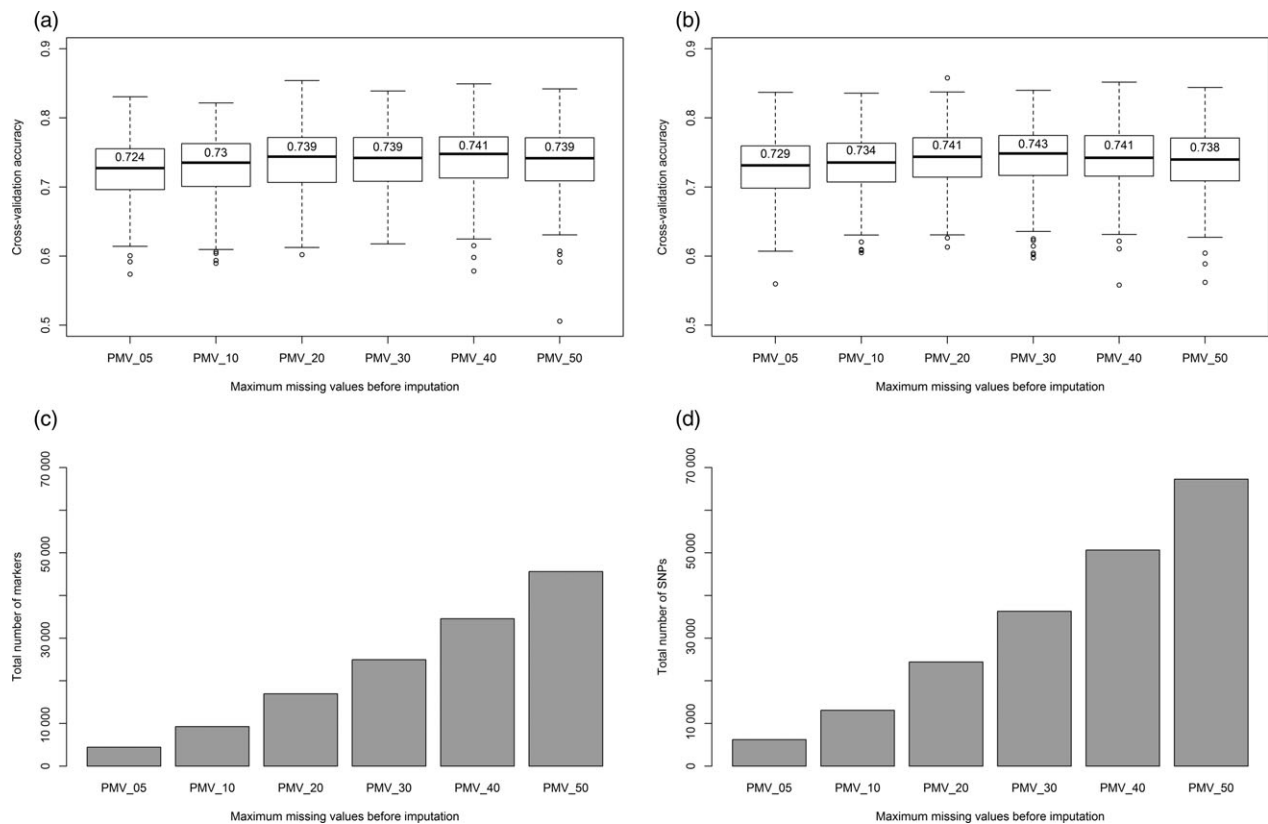 (a)
Cross-validation accuracy
0.9
0.8
0.7
0.6
0.5
0.724
0.73
0.739
0.739
0.741
0.739
PMV_05 PMV_10 PMV_20 PMV_30 PMV_40 PMV_50
Maximum missing values before imputation
(b)
Cross-validation accuracy
0.9
0.8
0.7
0.6
0.5
0.729
0.734
0.741
0.743
0.741
0.738
PMV_05 PMV_10 PMV_20 PMV_30 PMV_40 PMV_50
Maximum missing values before imputation
(c)
Total number of markers
70 000
50 000
30 000
10 000
0
PMV_05 PMV_10 PMV_20 PMV_30 PMV_40 PMV_50
Maximum missing values before imputation
(d)
Total number of SNPs
70 000
50 000
30 000
10 000
0
PMV_05 PMV_10 PMV_20 PMV_30 PMV_40 PMV_50
Maximum missing values before imputation